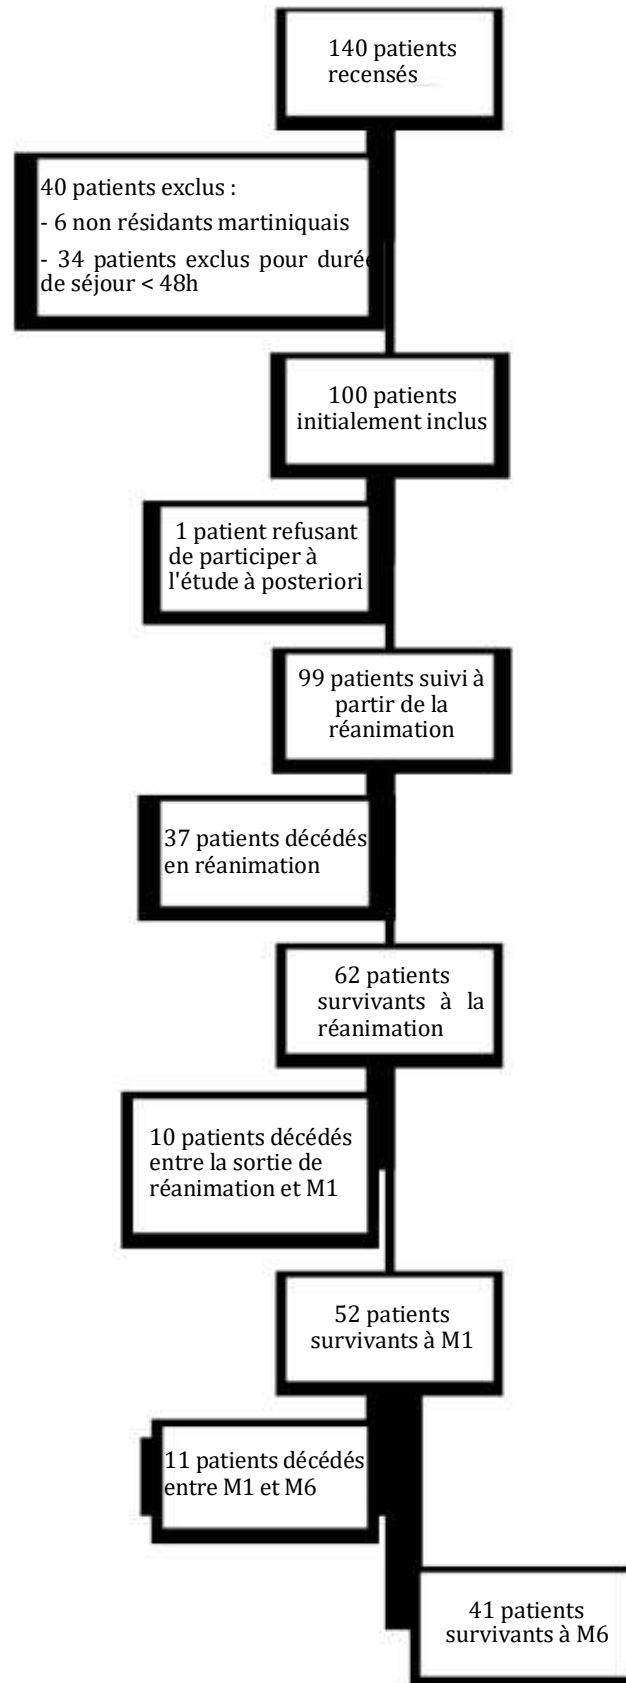 140 patients
recensés
40 patients exclus :
- 6 non résidants martiniquais
- 34 patients exclus pour durée
de séjour < 48h
100 patients
initialement inclus
1 patient refusant
de participer à
l'étude à posteriori
99 patients suivi à
partir de la
réanimation
37 patients décédés
en réanimation
62 patients
survivants à la
réanimation
10 patients décédés
entre la sortie de
réanimation et M1
52 patients
survivants à M1
11 patients décédés
entre M1 et M6
41 patients
survivants à M6